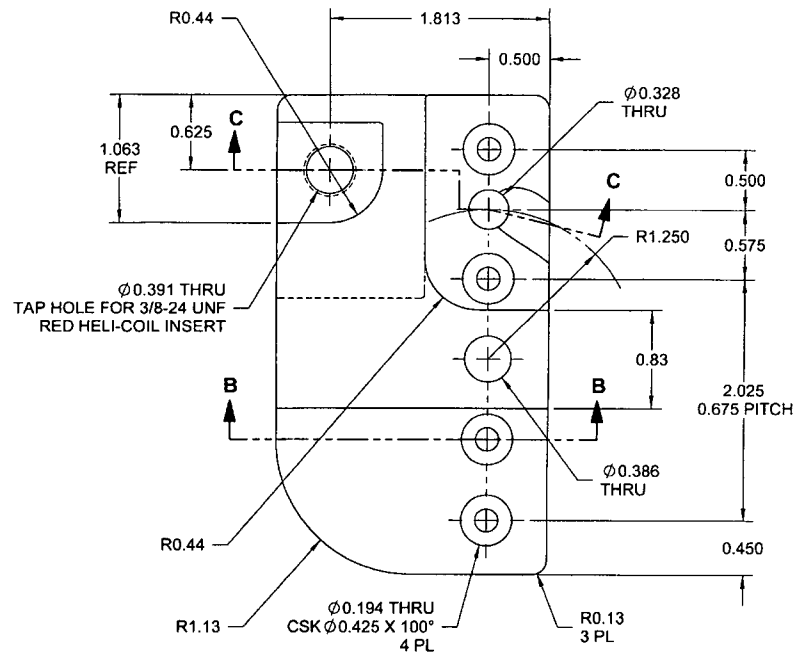 R0.44
1.813
0.500
Ø0.328
THRU
C
0.625
1.063
REF
0.500
C
R1.250
0.575
Ø0.391 THRU
TAP HOLE FOR 3/8-24 UNF
RED HELI-COIL INSERT
0.83
B
B
2.025
0.675 PITCH
Ø0.386
THRU
R0.44
0.450
R1.13
Ø0.194 THRU
CSK Ø0.425 X 100°
4 PL
R0.13
3 PL